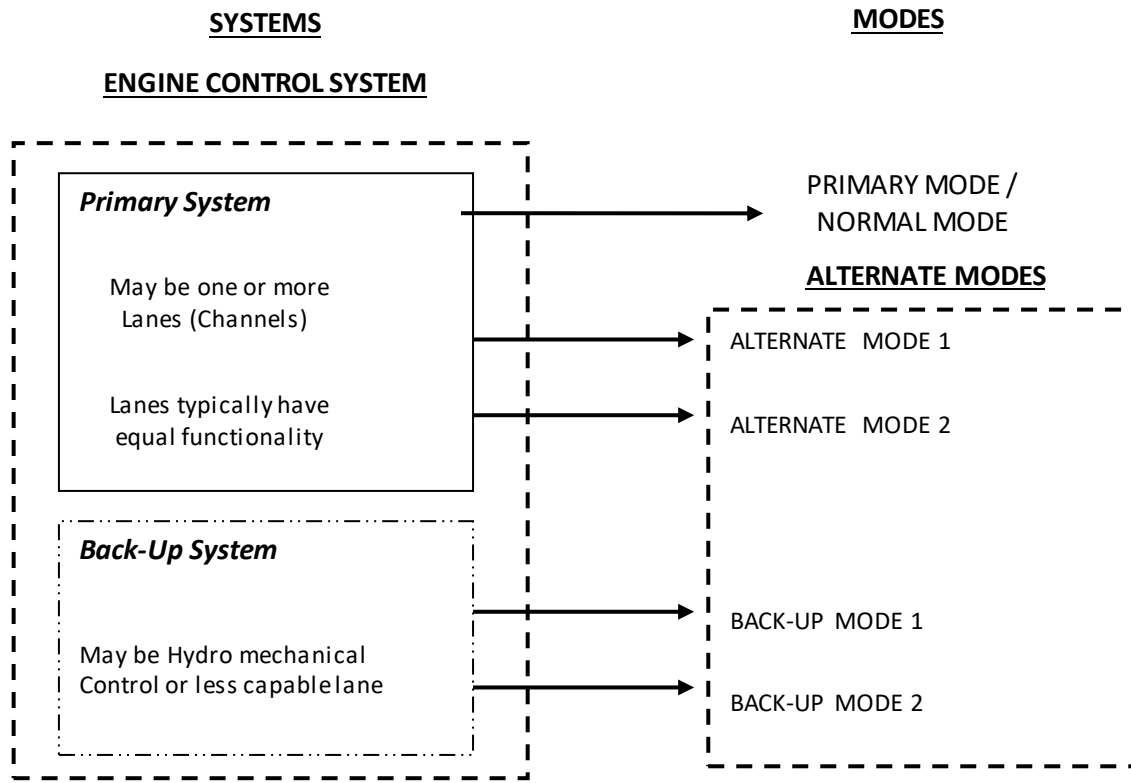 SYSTEMS
MODES
ENGINE CONTROL SYSTEM
Primary System
PRIMARY MODE /
NORMAL MODE
ALTERNATE MODES
May be one or more
Lanes (Channels)
ALTERNATE MODE 1
Lanes typically have
equal functionality
ALTERNATE MODE 2
Back-Up System
BACK-UP MODE 1
May be Hydro mechanical
Control or less capable lane
BACK-UP MODE 2